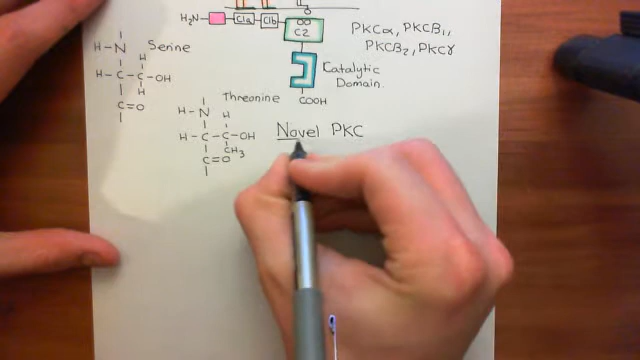 H₂N C1a C1b C2
PKCα, PKCβ₁,
PKCβ₂, PKCγ
Catalytic
Domain.
COOH
Serine
H-N
H
H-C-C-OH
H
C=O
Threonine
H-N H
H-C-C-OH
CH₃
C=O
Novel PKC